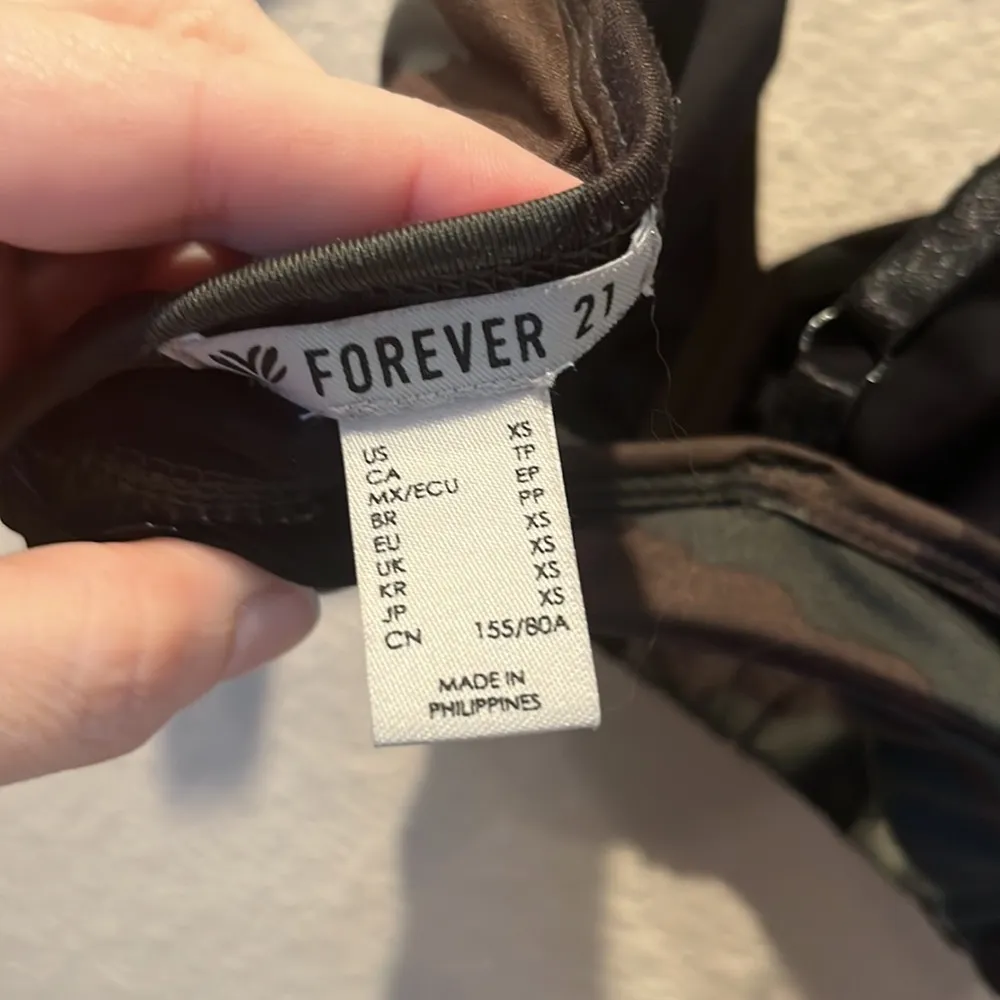 FOREVER 21
US XS
CA TP
MX/ECU EP
BR PP
EU XS
UK XS
KR XS
JP XS
CN 155/80A
MADE IN
PHILIPPINES